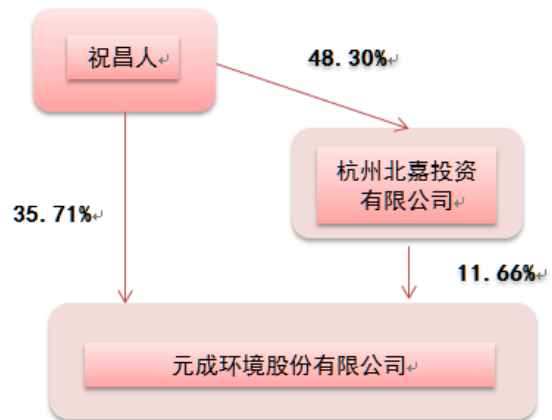 祝昌人
48.30%
杭州北嘉投资
有限公司
35.71%
11.66%
元成环境股份有限公司